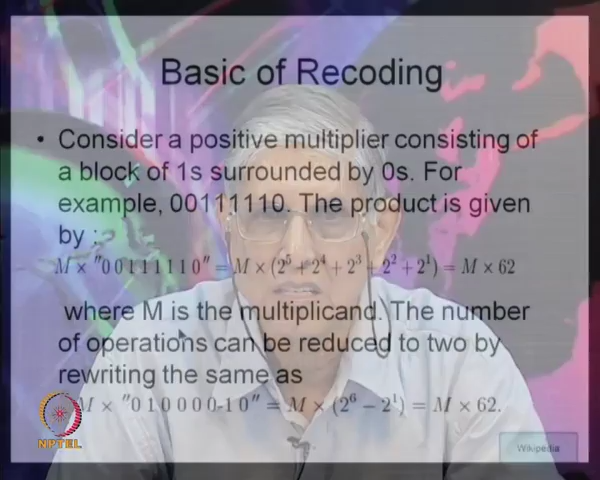 Basic of Recoding
• Consider a positive multiplier consisting of
a block of 1s surrounded by 0s. For
example, 00111110. The product is given
by :
M × "0 0 1 1 1 1 1 0" = M × (2⁵ + 2⁴ + 2³ + 2² + 2¹) = M × 62
where M is the multiplicand. The number
of operations can be reduced to two by
rewriting the same as
M × "0 1 0 0 0 0 -1 0" = M × (2⁶ − 2¹) = M × 62.
NPTEL
Wikipedia